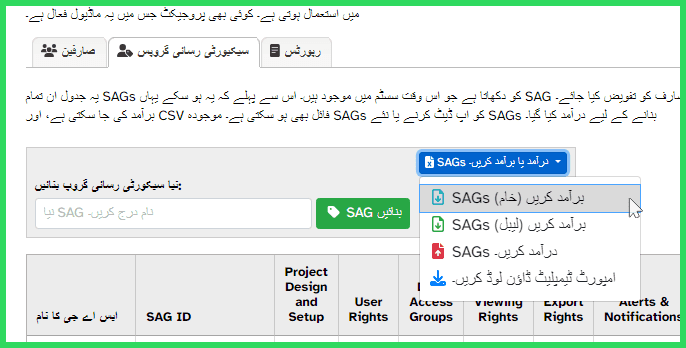 میں استعمال ہوتی ہے۔ کوئی بھی پروجیکٹ جس میں یہ ماڈیول فعال ہے۔
صارفین
سیکیورٹی رسائی گروپس
رپورٹس
یہ جدول ان تمام SAGs کو دکھاتا ہے جو اس وقت سسٹم میں موجود ہیں۔ اس سے پہلے کہ یہ ہو سکے یہاں SAG صارف کو تفویض کیا جائے۔
برآمد کی جا سکتی ہے، اور CSV فائل بھی ہو سکتی ہے۔ موجودہ SAGs کو اپ ڈیٹ کرنے یا نئے SAGs بنانے کے لیے درآمد کیا گیا۔
SAGs درآمد یا برآمد کریں۔
نیا سیکورٹی رسائی گروپ بنائیں:
نیا SAG نام درج کریں۔
SAG بنائیں
SAGs برآمد کریں (خام)
SAGs برآمد کریں (لیبل)
SAGs درآمد کریں۔
امپورٹ ٹیمپلیٹ ڈاؤن لوڈ کریں۔
ایس اے جی کا نام
SAG ID
Project Design and Setup
User Rights
Access Groups
Viewing Rights
Export Rights
Alerts & Notifications